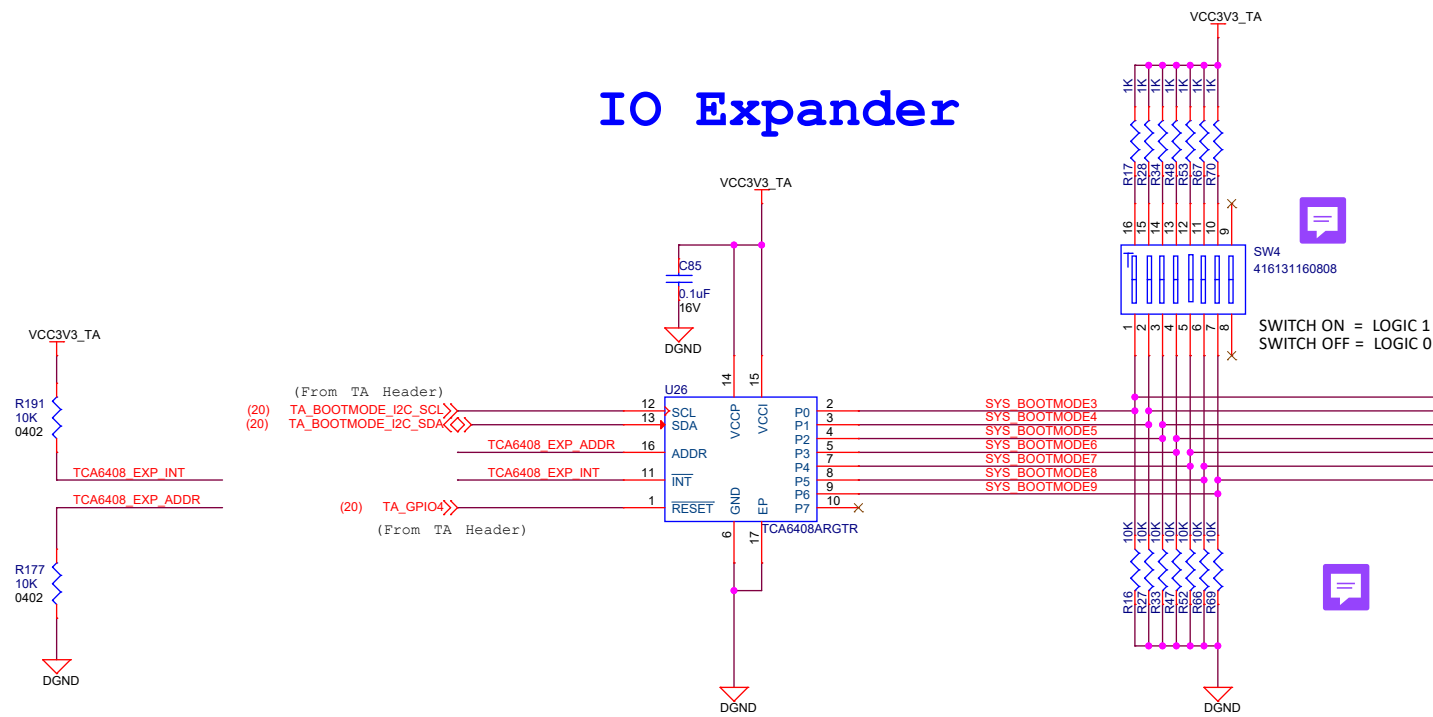 VCC3V3_TA
IO Expander
1K 1K 1K 1K 1K 1K 1K
R17 R28 R34 R48 R53 R67 R70
VCC3V3_TA
16 15 14 13 12 11 10 9
C85
0.1uF
16V
DGND
SW4
416131160808
T
1 2 3 4 5 6 7 8
SWITCH ON = LOGIC 1
SWITCH OFF = LOGIC 0
VCC3V3_TA
R191
10K
0402
TCA6408_EXP_INT
TCA6408_EXP_ADDR
R177
10K
0402
DGND
(From TA Header)
(20) TA_BOOTMODE_I2C_SCL
(20) TA_BOOTMODE_I2C_SDA
TCA6408_EXP_ADDR
TCA6408_EXP_INT
(20) TA_GPIO4
(From TA Header)
U26
14 15
VCCP VCCI
12 SCL
13 SDA
16 ADDR
11 INT
1 RESET
GND EP
6 17
TCA6408ARGTR
DGND
P0 2 SYS_BOOTMODE3
P1 3 SYS_BOOTMODE4
P2 4 SYS_BOOTMODE5
P3 5 SYS_BOOTMODE6
P4 7 SYS_BOOTMODE7
P5 8 SYS_BOOTMODE8
P6 9 SYS_BOOTMODE9
P7 10
10K 10K 10K 10K 10K 10K 10K
R16 R27 R33 R47 R52 R66 R69
DGND